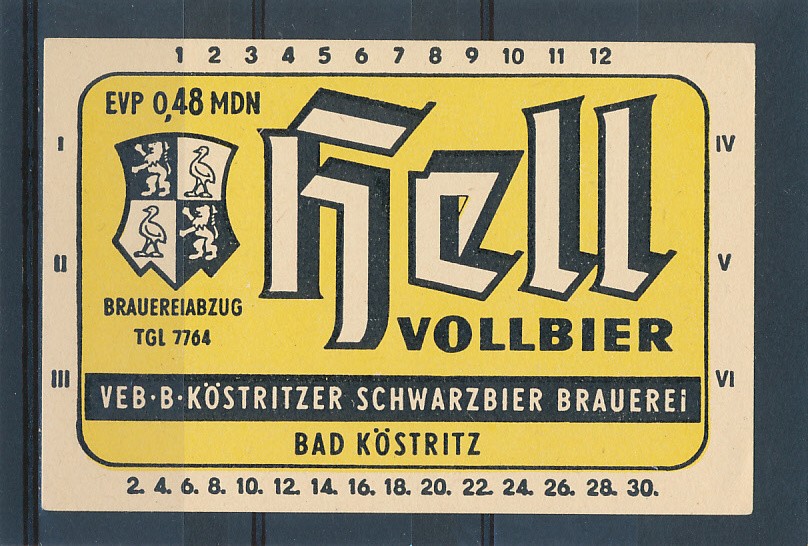 1 2 3 4 5 6 7 8 9 10 11 12
EVP 0,48 MDN
Hell
I
IV
II
V
BRAUEREIABZUG
TGL 7764
VOLLBIER
III
VI
VEB·B·KÖSTRITZER SCHWARZBIER BRAUEREi
BAD KÖSTRITZ
2. 4. 6. 8. 10. 12. 14. 16. 18. 20. 22. 24. 26. 28. 30.